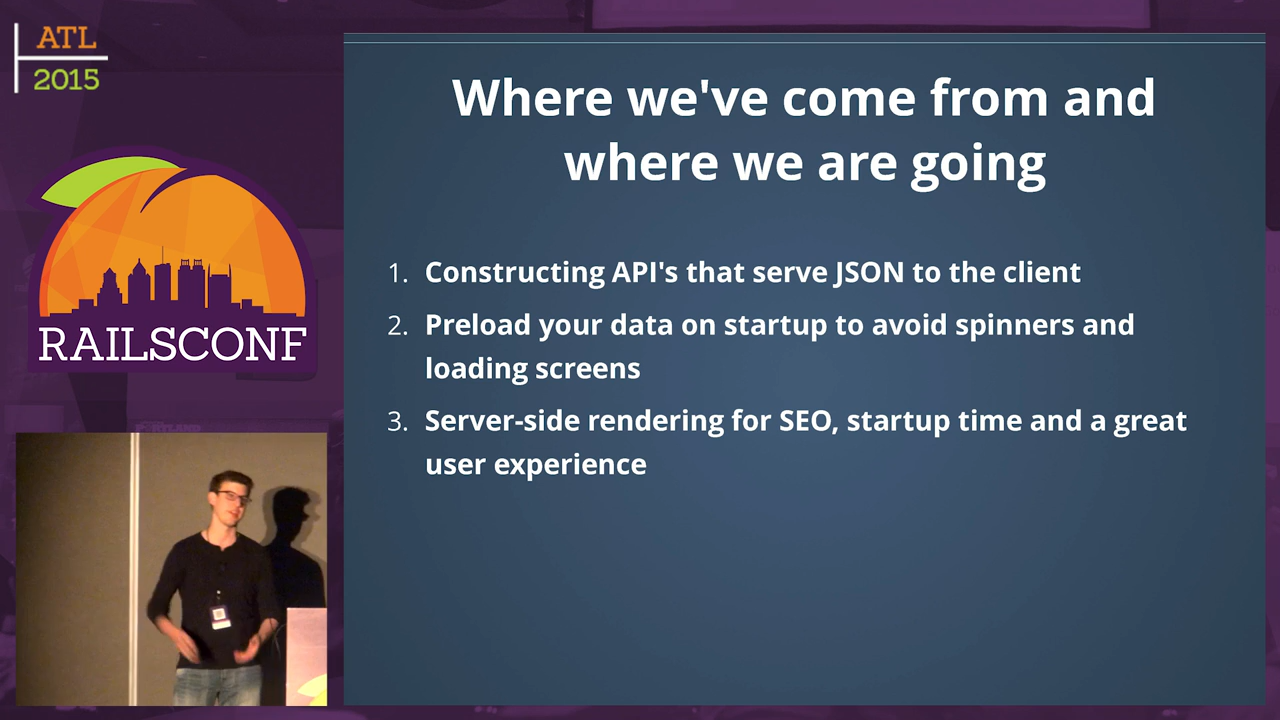 ATL
2015
RAILSCONF
Where we've come from and
where we are going
1. Constructing API's that serve JSON to the client
2. Preload your data on startup to avoid spinners and
loading screens
3. Server-side rendering for SEO, startup time and a great
user experience